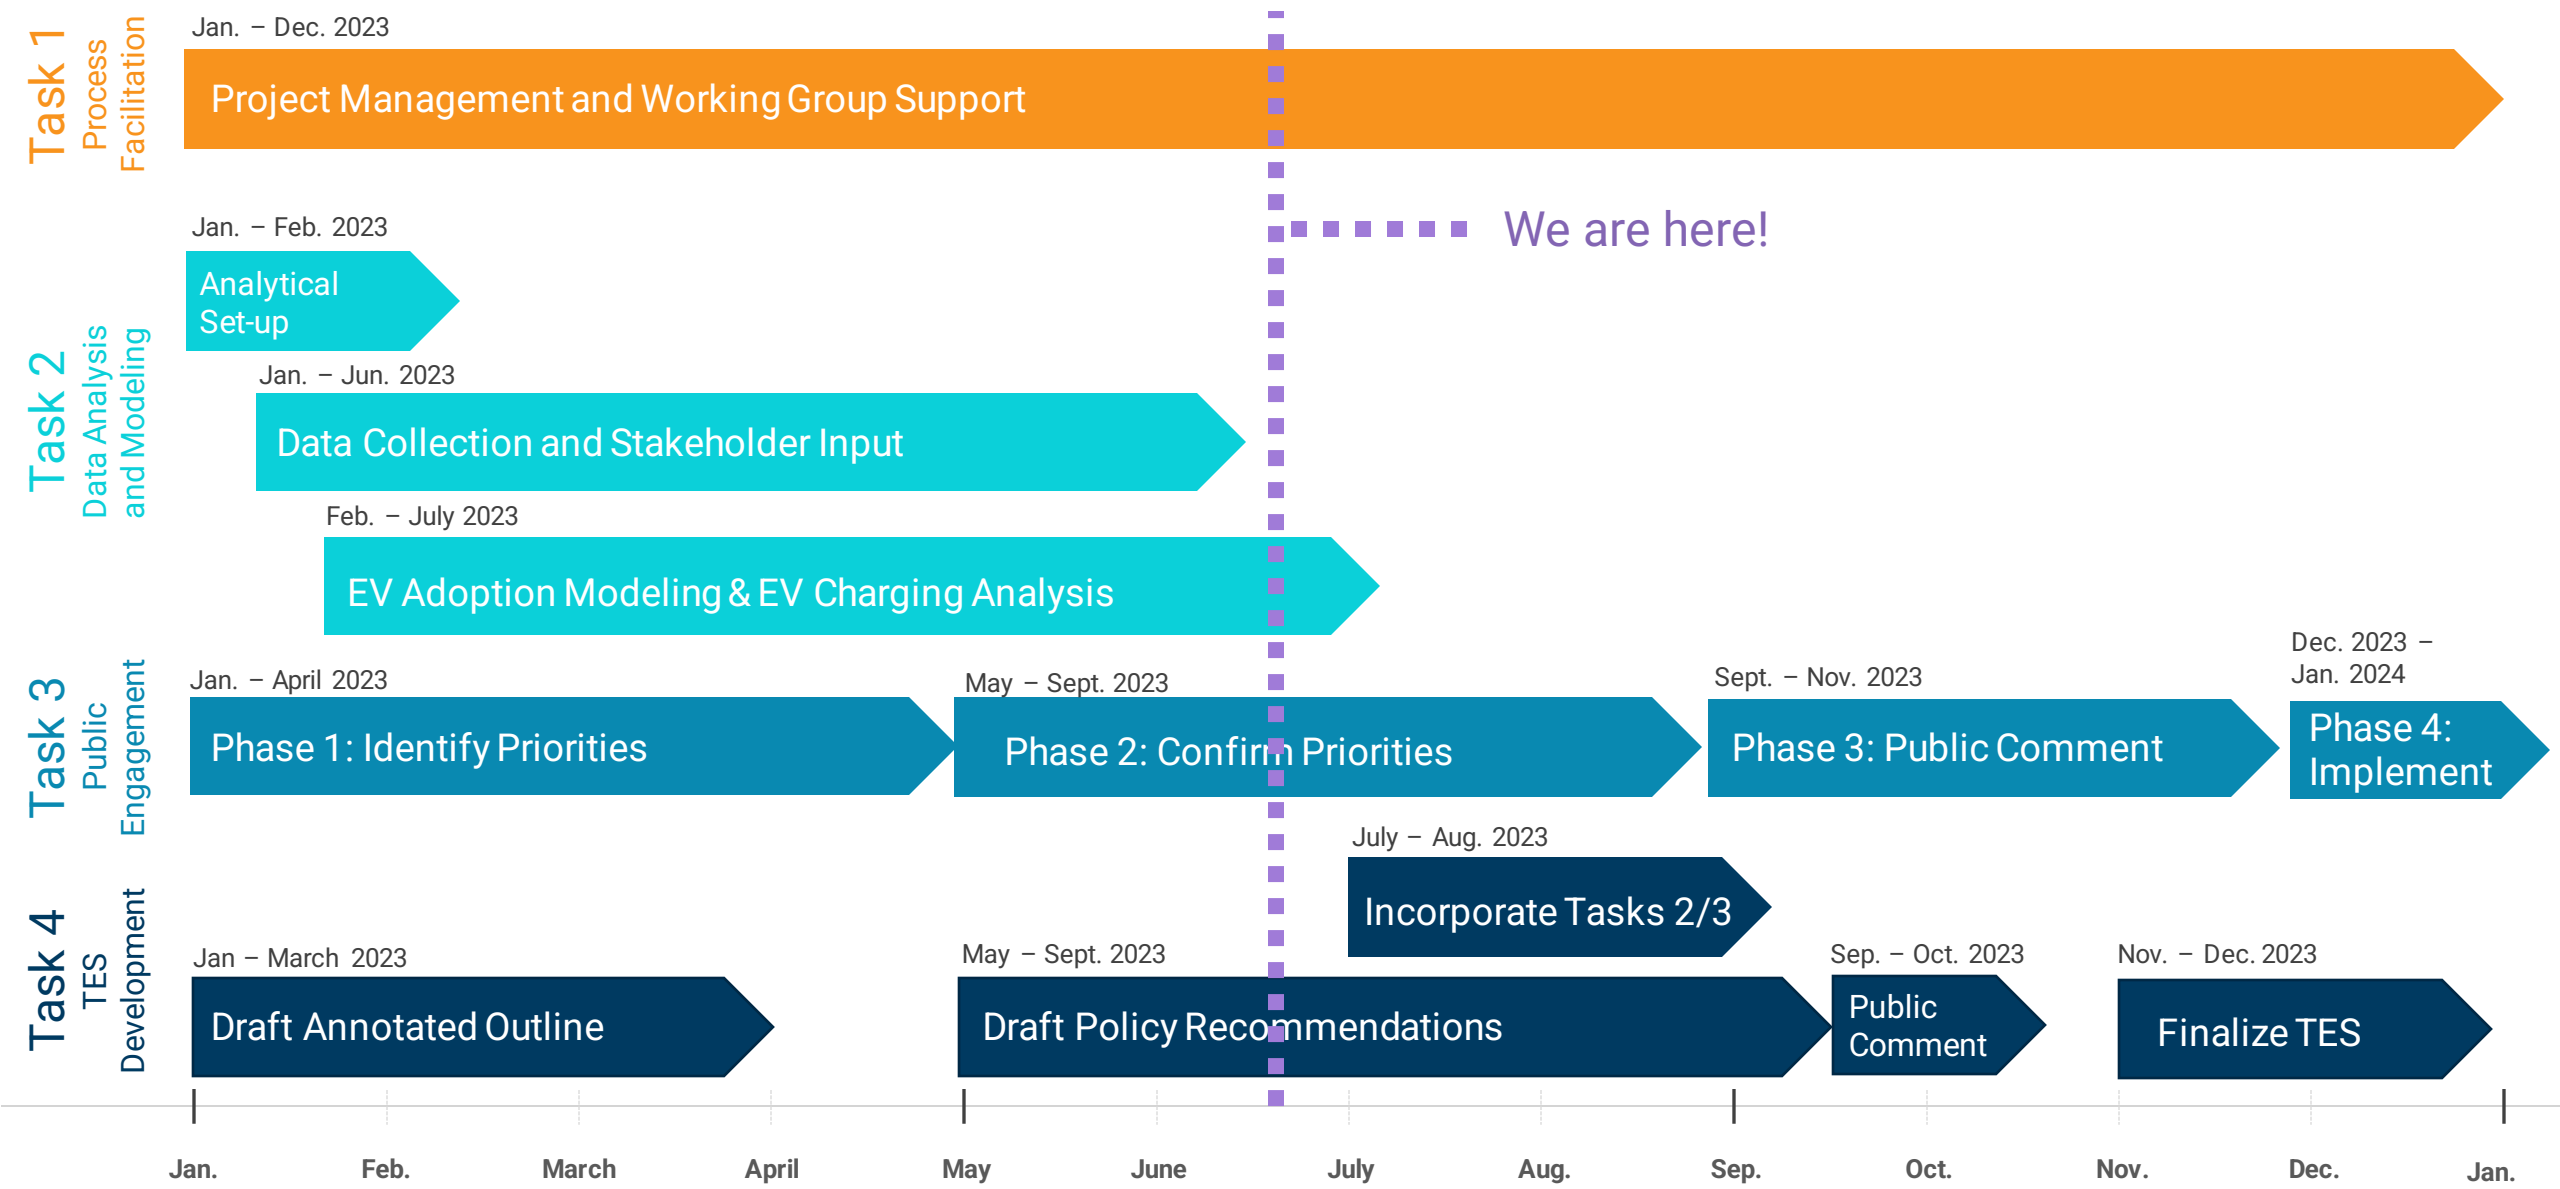 Task 1
Process
Facilitation
Jan. – Dec. 2023
Project Management and Working Group Support
We are here!
Task 2
Data Analysis
and Modeling
Jan. – Feb. 2023
Analytical
Set-up
Jan. – Jun. 2023
Data Collection and Stakeholder Input
Feb. – July 2023
EV Adoption Modeling & EV Charging Analysis
Task 3
Public
Engagement
Jan. – April 2023
Phase 1: Identify Priorities
May – Sept. 2023
Phase 2: Confirm Priorities
Sept. – Nov. 2023
Phase 3: Public Comment
Dec. 2023 –
Jan. 2024
Phase 4:
Implement
Task 4
TES
Development
July – Aug. 2023
Incorporate Tasks 2/3
Jan – March 2023
Draft Annotated Outline
May – Sept. 2023
Draft Policy Recommendations
Sep. – Oct. 2023
Public
Comment
Nov. – Dec. 2023
Finalize TES
Jan. Feb. March April May June July Aug. Sep. Oct. Nov. Dec. Jan.